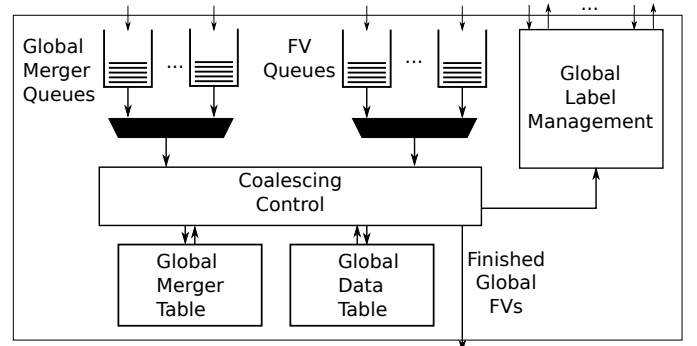 ...
Global
Merger
Queues
...
FV
Queues
...
Global
Label
Management
Coalescing
Control
Global
Merger
Table
Global
Data
Table
Finished
Global
FVs